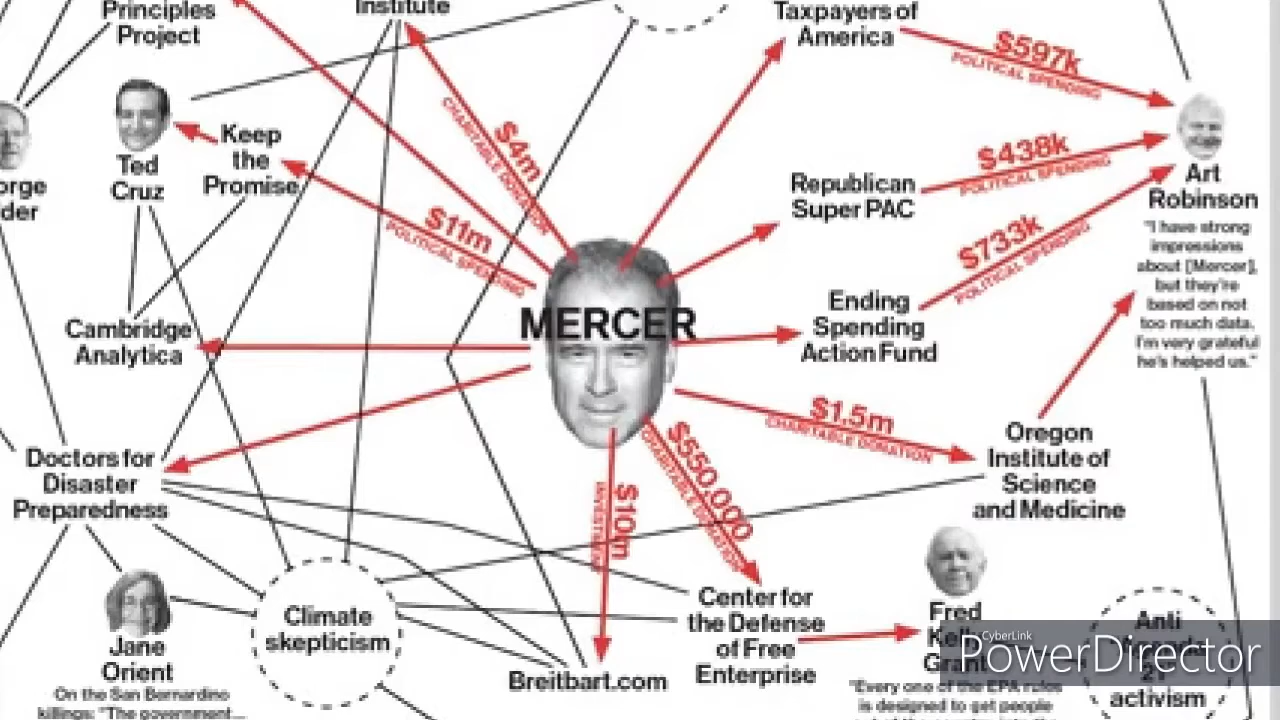 Principles
Project
Institute
Taxpayers of
America
$597k
POLITICAL SPENDING
Ted
Cruz
Keep
the
Promise
$4m
CHARITABLE DONATION
$11m
POLITICAL SPENDING
orge
der
Republican
Super PAC
$438k
POLITICAL SPENDING
Art
Robinson
"I have strong
impressions
about [Mercer],
but they're
based on not
too much data.
I'm very grateful
he's helped us."
$733k
POLITICAL SPENDING
MERCER
Cambridge
Analytica
Ending
Spending
Action Fund
$1.5m
CHARITABLE DONATION
Oregon
Institute of
Science
and Medicine
Doctors for
Disaster
Preparedness
$10m
$550,000
CHARITABLE DONATION
Jane
Orient
On the San Bernardino
killings: "The government...
Climate
skepticism
Breitbart.com
Center for
the Defense
of Free
Enterprise
Fred
Kelly
Grant
"Every one of the EPA rules
is designed to get people
Anti
21
activism
CyberLink
PowerDirector